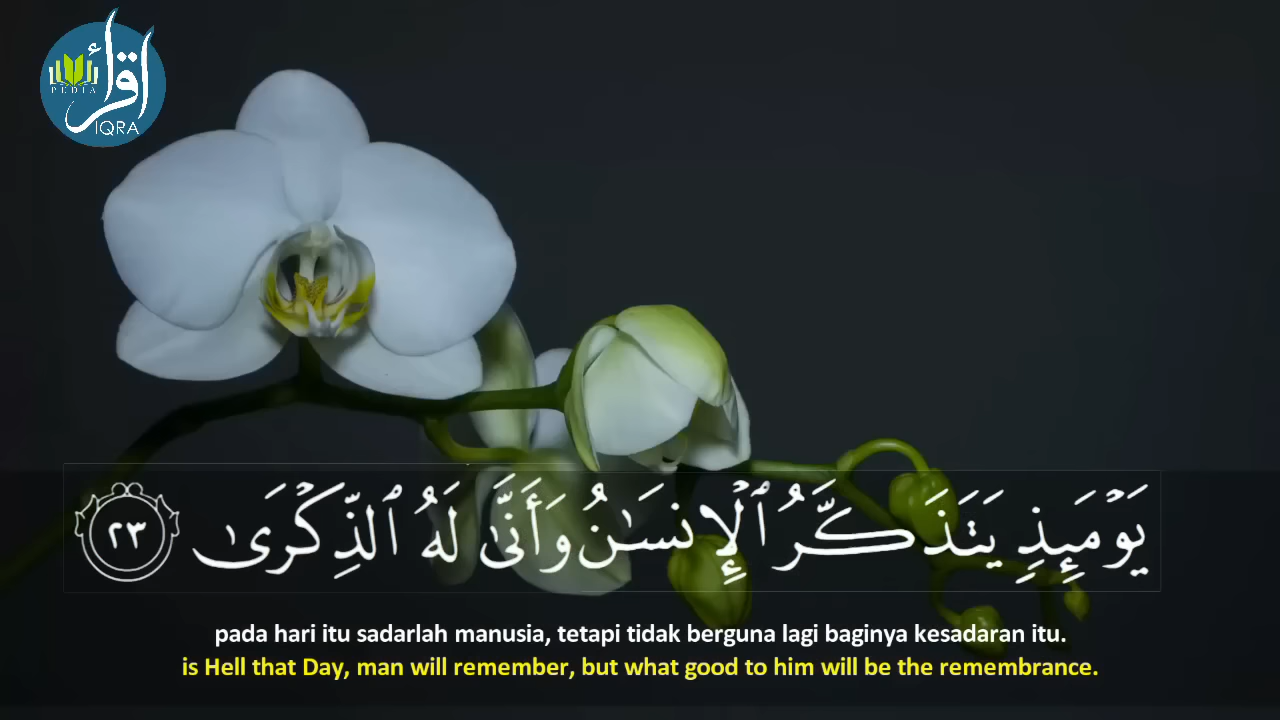 اقرأ
PUDIA
IQRA
يَوْمَئِذٍ يَتَذَكَّرُ ٱلْإِنسَٰنُ وَأَنَّىٰ لَهُ ٱلذِّكْرَىٰ ٢٣
pada hari itu sadarlah manusia, tetapi tidak berguna lagi baginya kesadaran itu.
is Hell that Day, man will remember, but what good to him will be the remembrance.